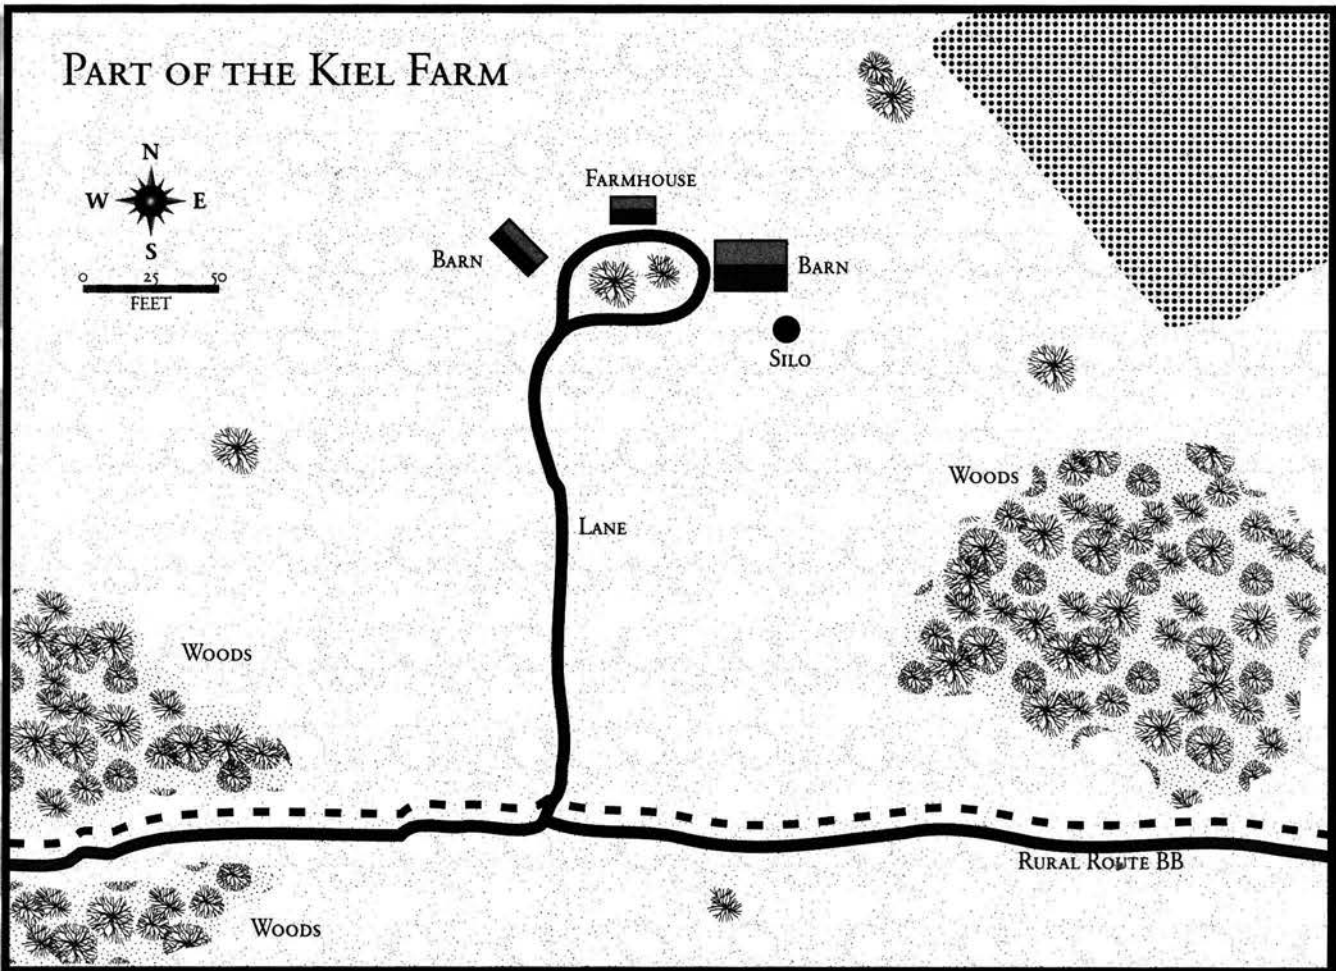 Part of the Kiel Farm
N
W E
S
0 25 50
Feet
Farmhouse
Barn
Barn
Silo
Lane
Woods
Woods
Rural Route BB
Woods